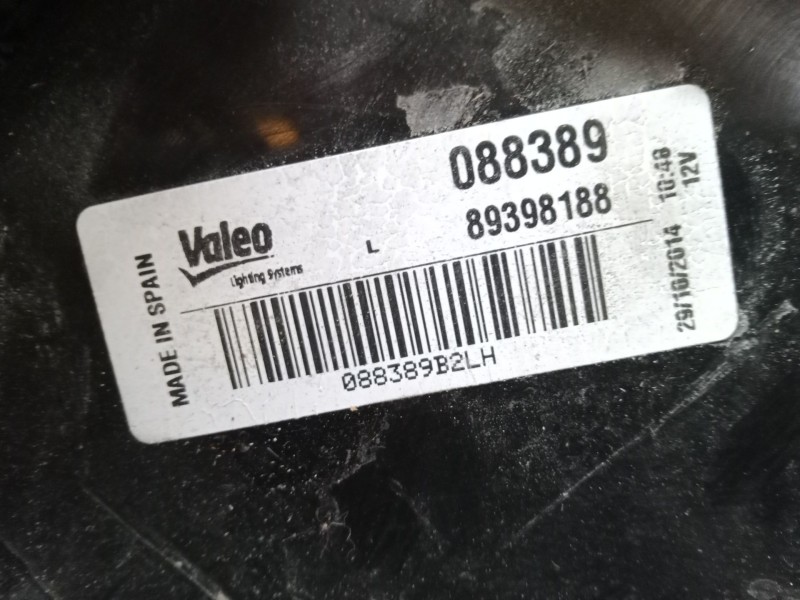 088389
Valeo L 89398188
Lighting Systems
088389B2LH
MADE IN SPAIN
29/10/2014 10:48
12V